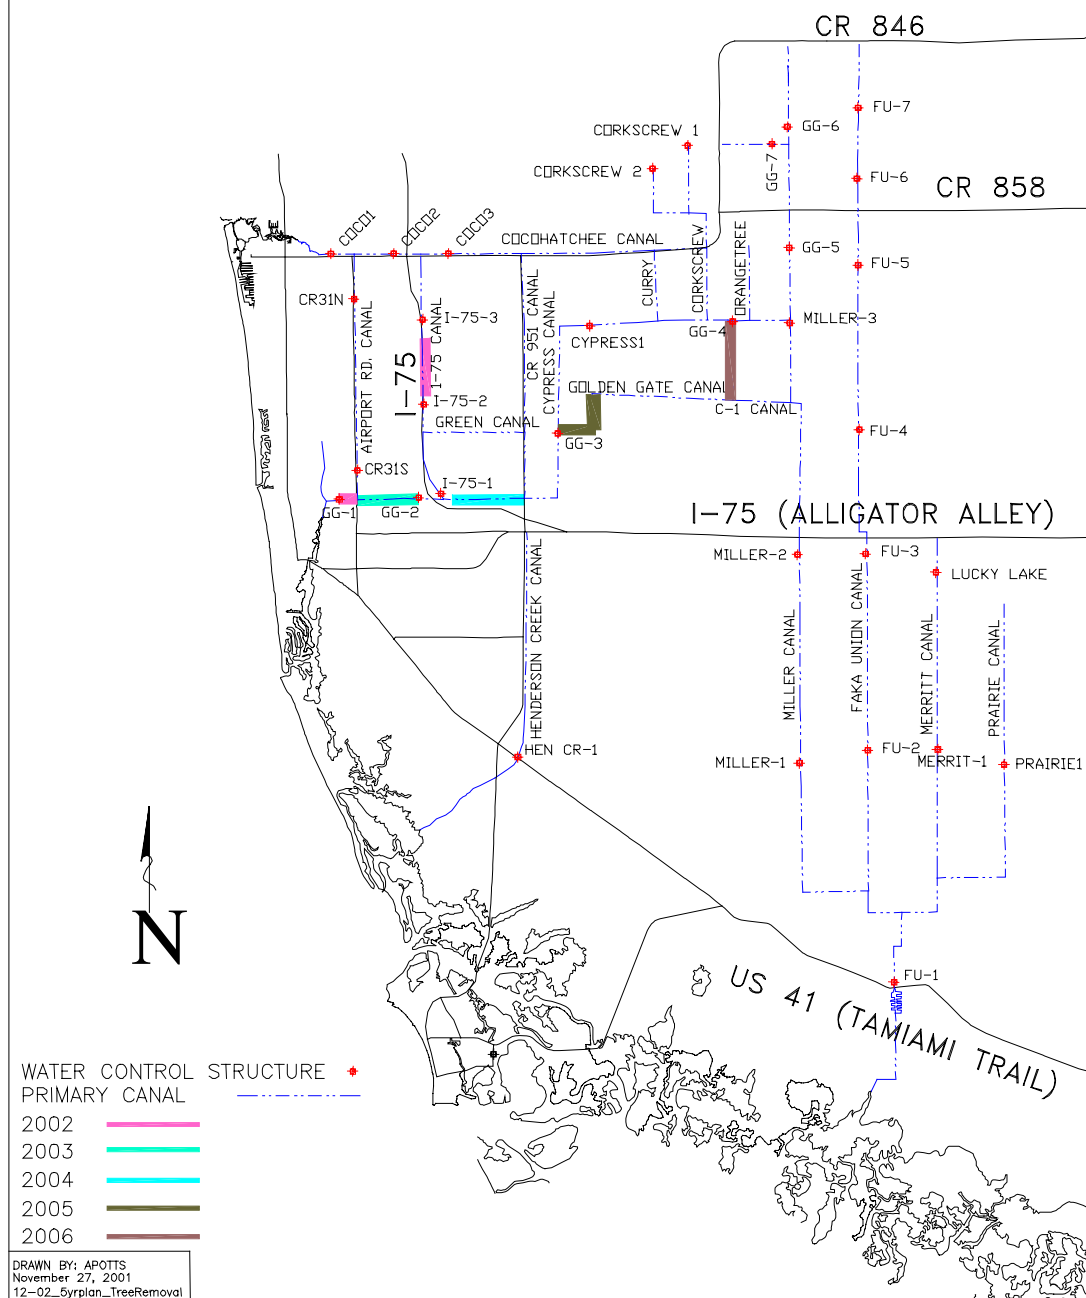 CR 846
FU-7
GG-6
CORKSCREW 1
GG-7
CORKSCREW 2
FU-6
CR 858
COCO1
COCO2
COCO3
COCOHATCHEE CANAL
CORKSCREW
ORANGETREE
GG-5
FU-5
CURRY
CR31N
I-75-3
GG-4
MILLER-3
CYPRESS1
AIRPORT RD. CANAL
I-75
I-75 CANAL
CR 951 CANAL
CYPRESS CANAL
GOLDEN GATE CANAL
I-75-2
C-1 CANAL
GREEN CANAL
GG-3
FU-4
CR31S
I-75-1
GG-1
GG-2
I-75 (ALLIGATOR ALLEY)
MILLER-2
FU-3
LUCKY LAKE
HENDERSON CREEK CANAL
MILLER CANAL
FAKA UNION CANAL
MERRITT CANAL
PRAIRIE CANAL
HEN CR-1
FU-2
MILLER-1
MERRIT-1
PRAIRIE1
N
FU-1
US 41 (TAMIAMI TRAIL)
WATER CONTROL STRUCTURE
PRIMARY CANAL
2002
2003
2004
2005
2006
DRAWN BY: APOTTS
November 27, 2001
12-02_5yrplan_TreeRemoval